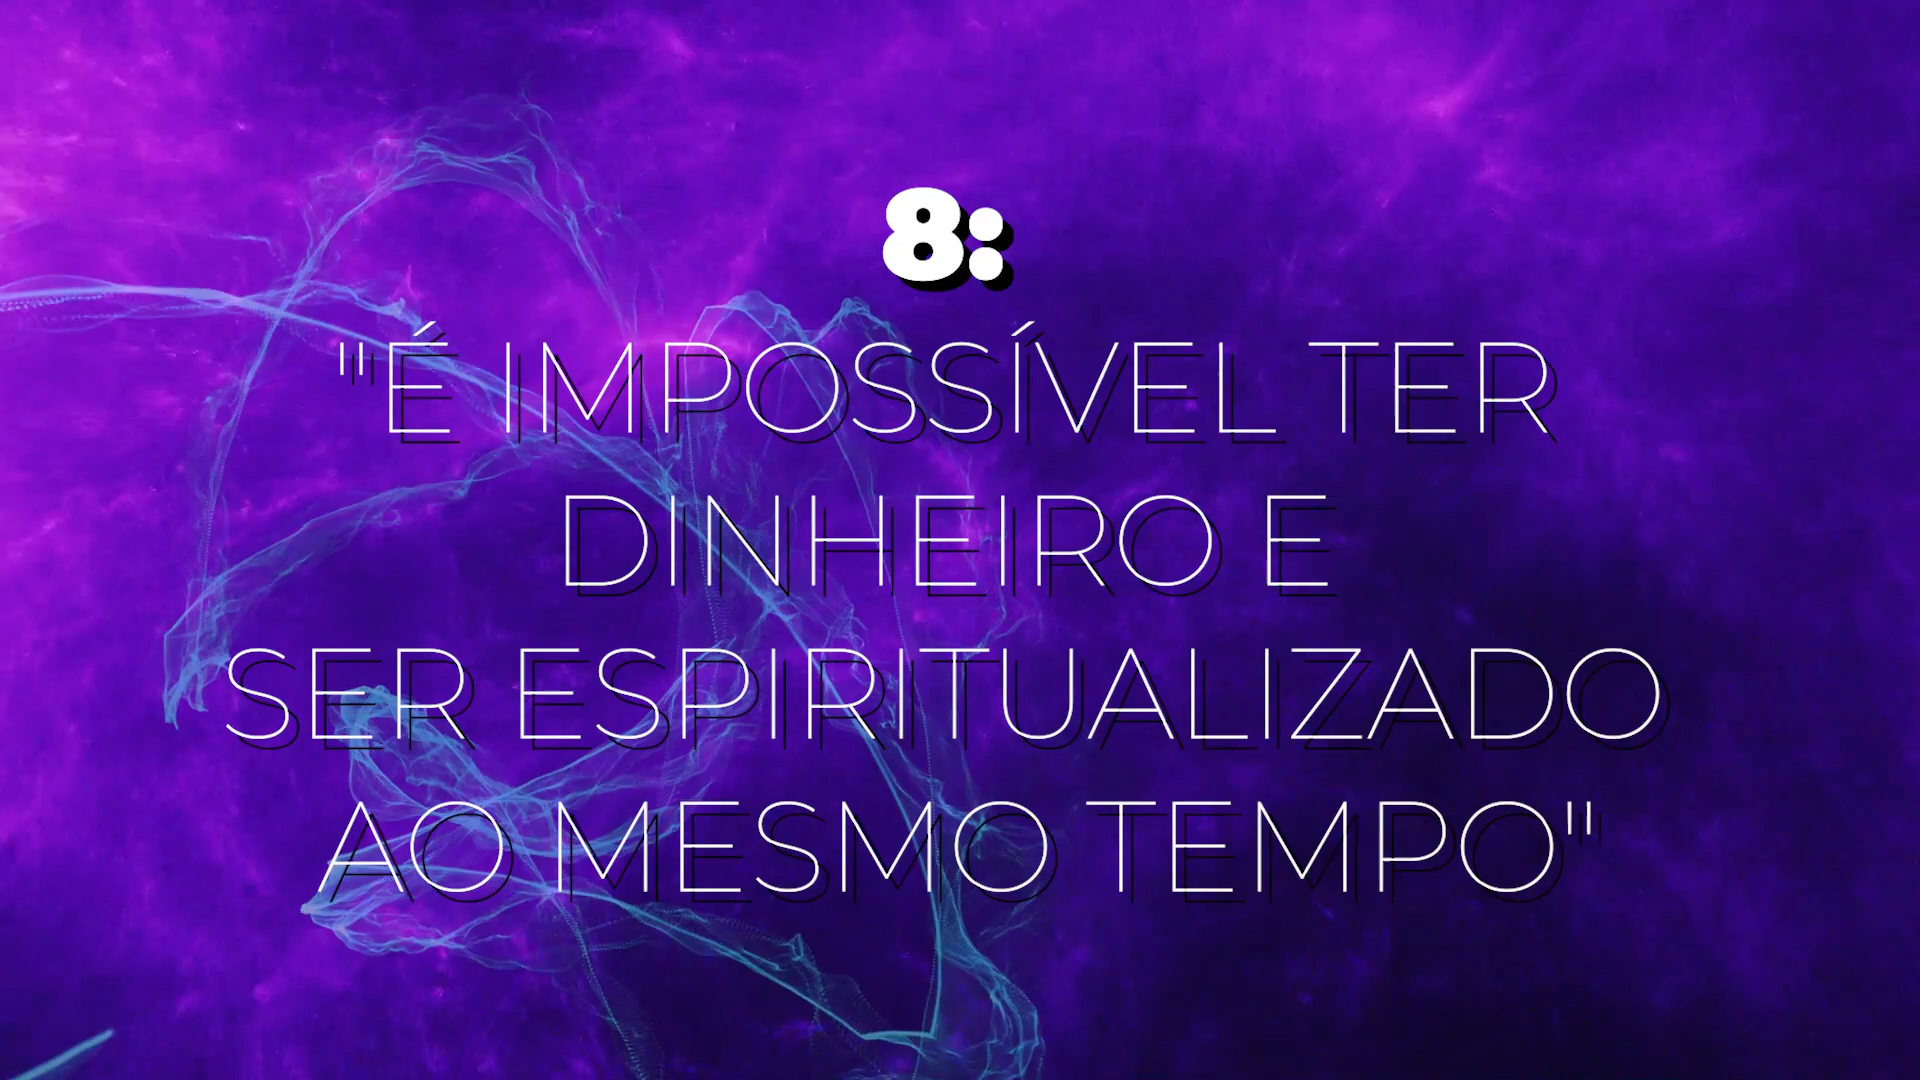 8:
"É IMPOSSÍVEL TER
DINHEIRO E
SER ESPIRITUALIZADO
AO MESMO TEMPO"